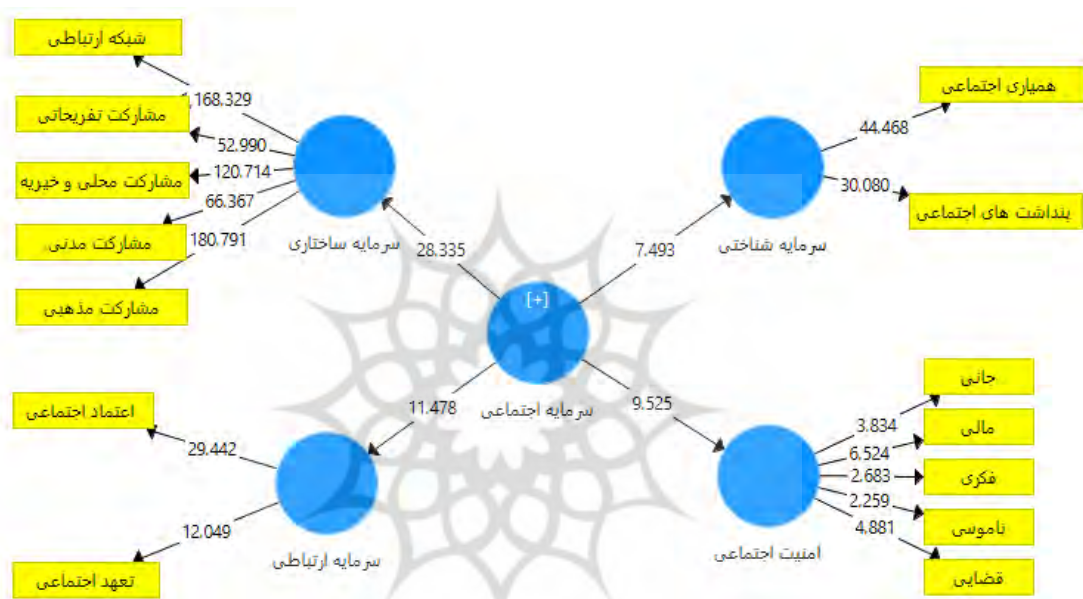 شبکه ارتباطی
1,168.329
مشارکت تفریحاتی
52.990
مشارکت محلی و خیریه
120.714
66.367
مشارکت مدنی
180.791
مشارکت مذهبی
سرمایه ساختاری
28.335
همیاری اجتماعی
44.468
30.080
پنداشت های اجتماعی
سرمایه شناختی
7.493
[+]
سرمایه اجتماعی
11.478
9.525
اعتماد اجتماعی
29.442
12.049
تعهد اجتماعی
سرمایه ارتباطی
جانی
3.834
مالی
6.524
فکری
2.683
2.259
ناموسی
4.881
قضایی
امنیت اجتماعی